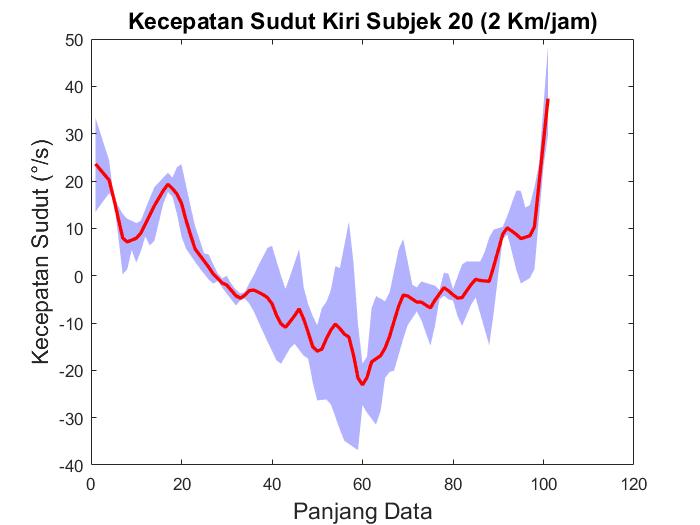 Kecepatan Sudut Kiri Subjek 20 (2 Km/jam)
50
40
30
20
10
0
-10
-20
-30
-40
Kecepatan Sudut (°/s)
0 20 40 60 80 100 120
Panjang Data